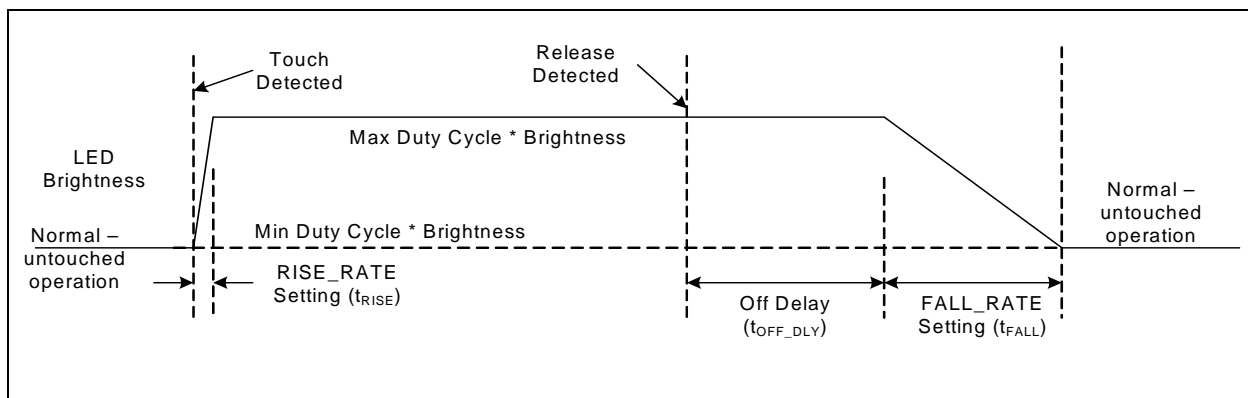 Touch
Detected
Release
Detected
Max Duty Cycle * Brightness
LED
Brightness
Normal –
untouched
operation
Min Duty Cycle * Brightness
Normal –
untouched
operation
RISE_RATE
Setting (tRISE)
Off Delay
(tOFF_DLY)
FALL_RATE
Setting (tFALL)